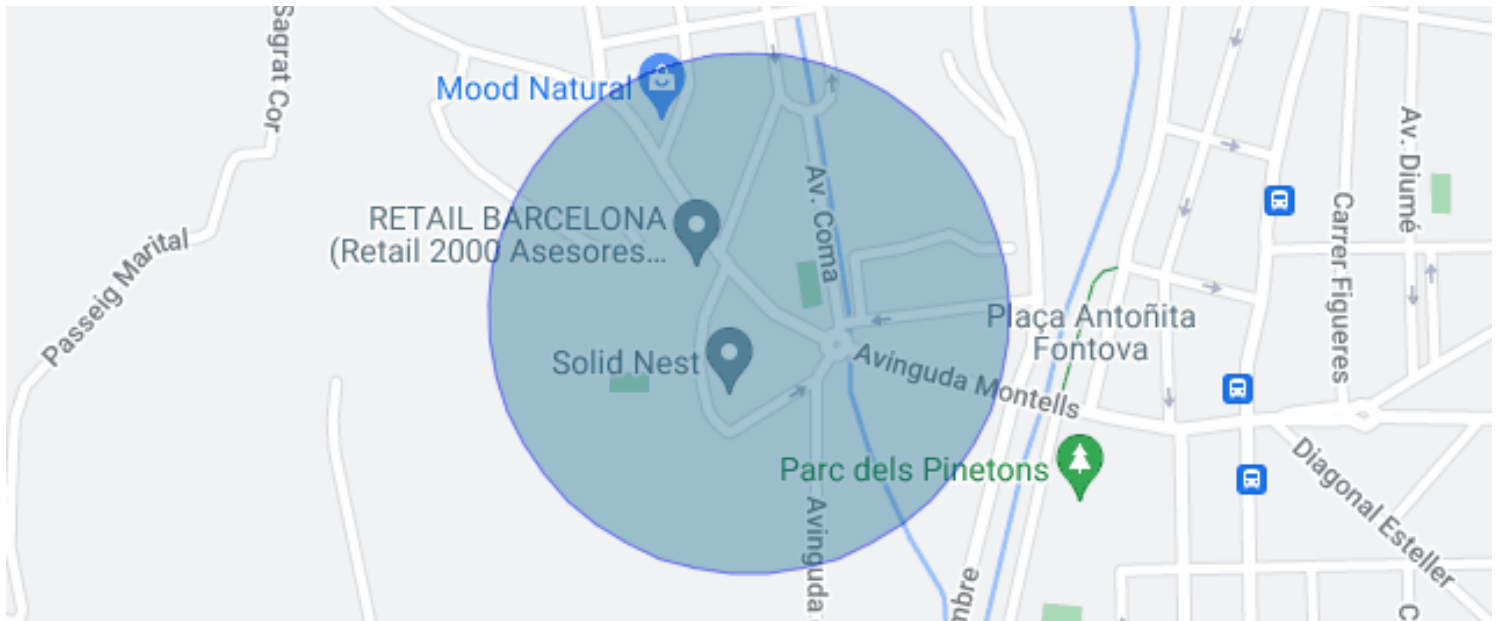 Sagrat Cor
Mood Natural
Av. Diumé
Av. Coma
Carrer Figueres
RETAIL BARCELONA
(Retail 2000 Asesores...
Passeig Marital
Plaça Antoñita
Fontova
Solid Nest
Avinguda Montells
Parc dels Pinetons
Diagonal Esteller
Avinguda
mbre
C